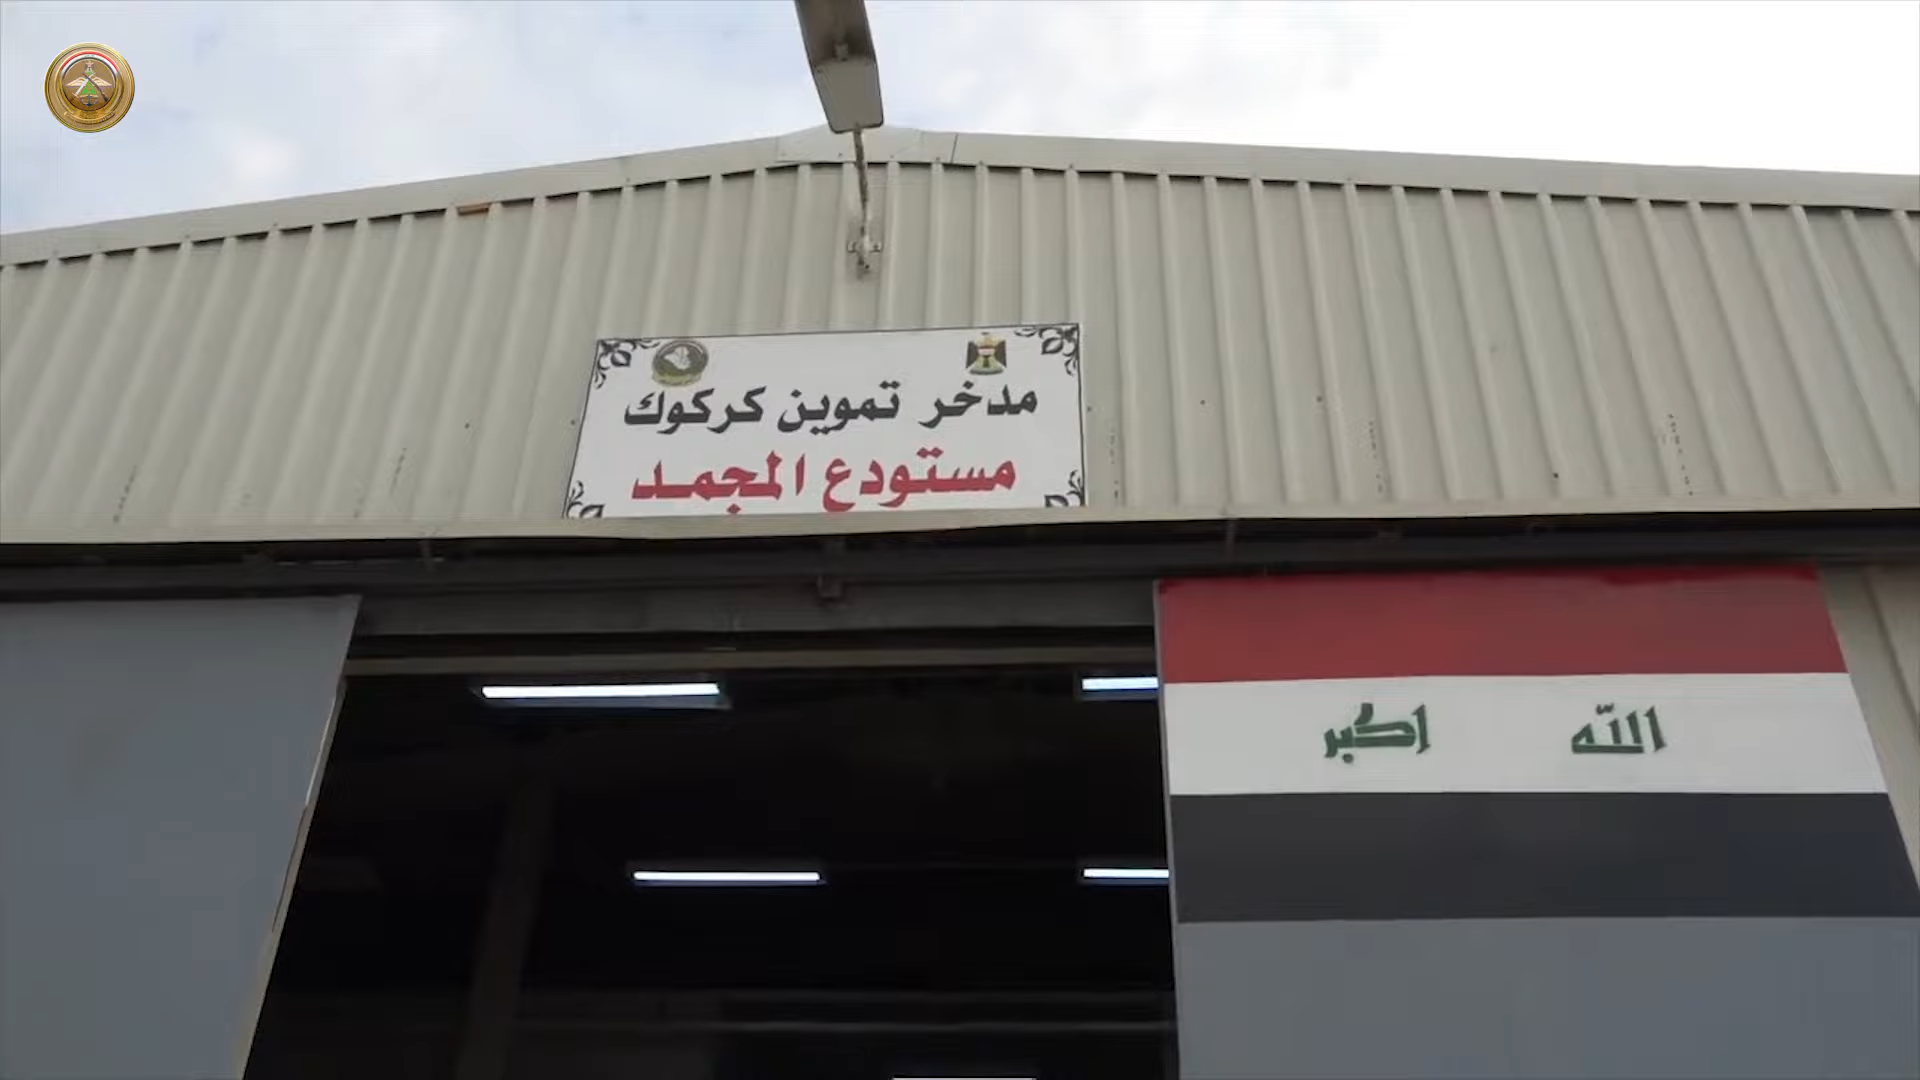 مدخر تموين كركوك
مستودع المجمد
الله اكبر